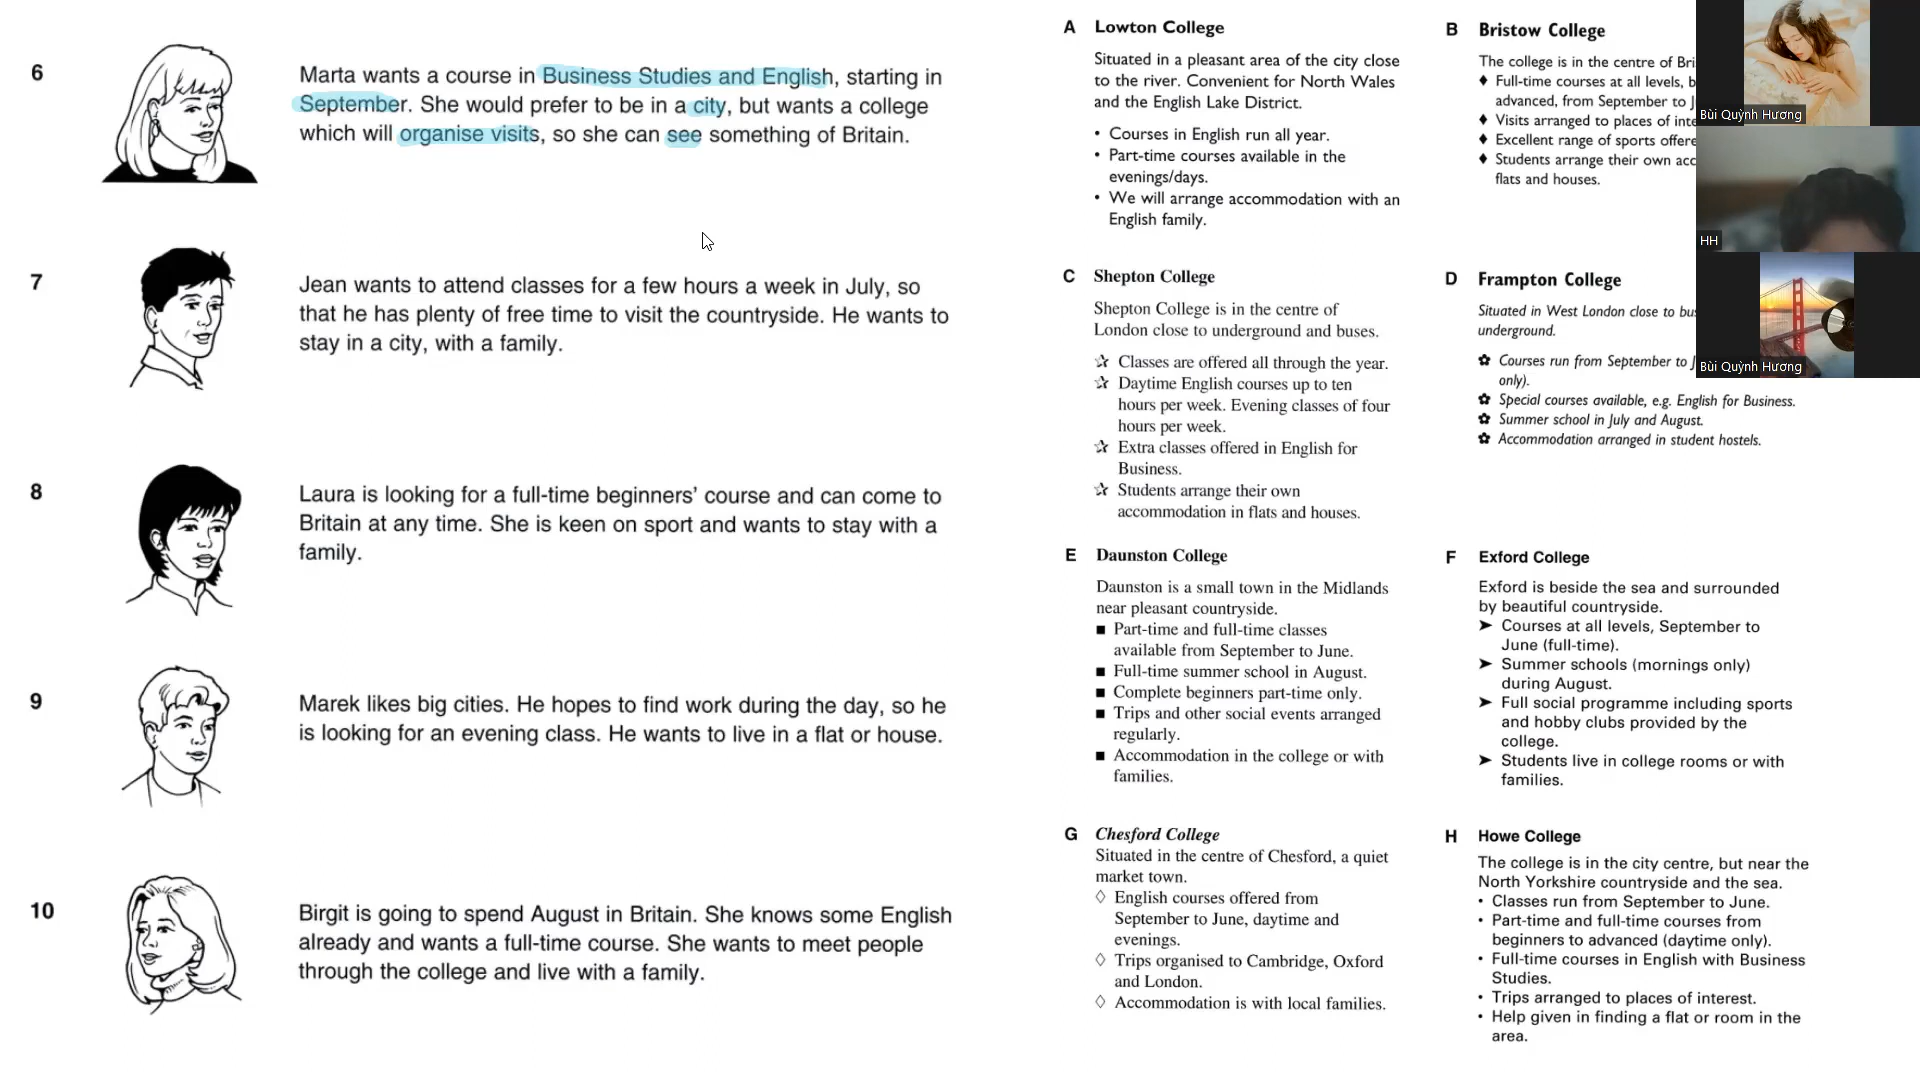 6
Marta wants a course in Business Studies and English, starting in
September. She would prefer to be in a city, but wants a college
which will organise visits, so she can see something of Britain.
7
Jean wants to attend classes for a few hours a week in July, so
that he has plenty of free time to visit the countryside. He wants to
stay in a city, with a family.
8
Laura is looking for a full-time beginners' course and can come to
Britain at any time. She is keen on sport and wants to stay with a
family.
9
Marek likes big cities. He hopes to find work during the day, so he
is looking for an evening class. He wants to live in a flat or house.
10
Birgit is going to spend August in Britain. She knows some English
already and wants a full-time course. She wants to meet people
through the college and live with a family.
A Lowton College
Situated in a pleasant area of the city close
to the river. Convenient for North Wales
and the English Lake District.
• Courses in English run all year.
• Part-time courses available in the
evenings/days.
• We will arrange accommodation with an
English family.
B Bristow College
The college is in the centre of
♦ Full-time courses at all levels,
advanced, from September to
♦ Visits arranged to places of
♦ Excellent range of sports
♦ Students arrange their own
flats and houses.
C Shepton College
Shepton College is in the centre of
London close to underground and buses.
☆ Classes are offered all through the year.
☆ Daytime English courses up to ten
hours per week. Evening classes of four
hours per week.
☆ Extra classes offered in English for
Business.
☆ Students arrange their own
accommodation in flats and houses.
D Frampton College
Situated in West London close to
underground.
✿ Courses run from September to
only).
✿ Special courses available, e.g. English for Business.
✿ Summer school in July and August.
✿ Accommodation arranged in student hostels.
E Daunston College
Daunston is a small town in the Midlands
near pleasant countryside.
■ Part-time and full-time classes
available from September to June.
■ Full-time summer school in August.
■ Complete beginners part-time only.
■ Trips and other social events arranged
regularly.
■ Accommodation in the college or with
families.
F Exford College
Exford is beside the sea and surrounded
by beautiful countryside.
➤ Courses at all levels, September to
June (full-time).
➤ Summer schools (mornings only)
during August.
➤ Full social programme including sports
and hobby clubs provided by the
college.
➤ Students live in college rooms or with
families.
G Chesford College
Situated in the centre of Chesford, a quiet
market town.
◊ English courses offered from
September to June, daytime and
evenings.
◊ Trips organised to Cambridge, Oxford
and London.
◊ Accommodation is with local families.
H Howe College
The college is in the city centre, but near the
North Yorkshire countryside and the sea.
• Classes run from September to June.
• Part-time and full-time courses from
beginners to advanced (daytime only).
• Full-time courses in English with Business
Studies.
• Trips arranged to places of interest.
• Help given in finding a flat or room in the
area.
Bùi Quỳnh Hương
HH
Bùi Quỳnh Hương